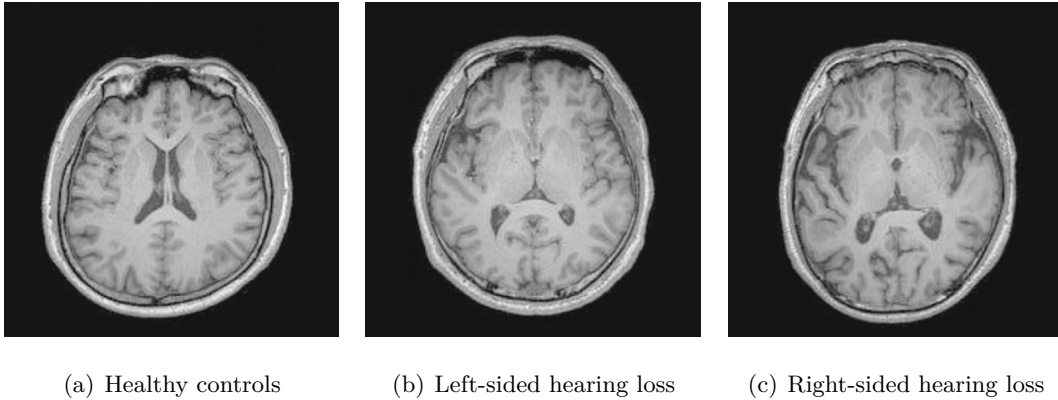 (a) Healthy controls
(b) Left-sided hearing loss
(c) Right-sided hearing loss